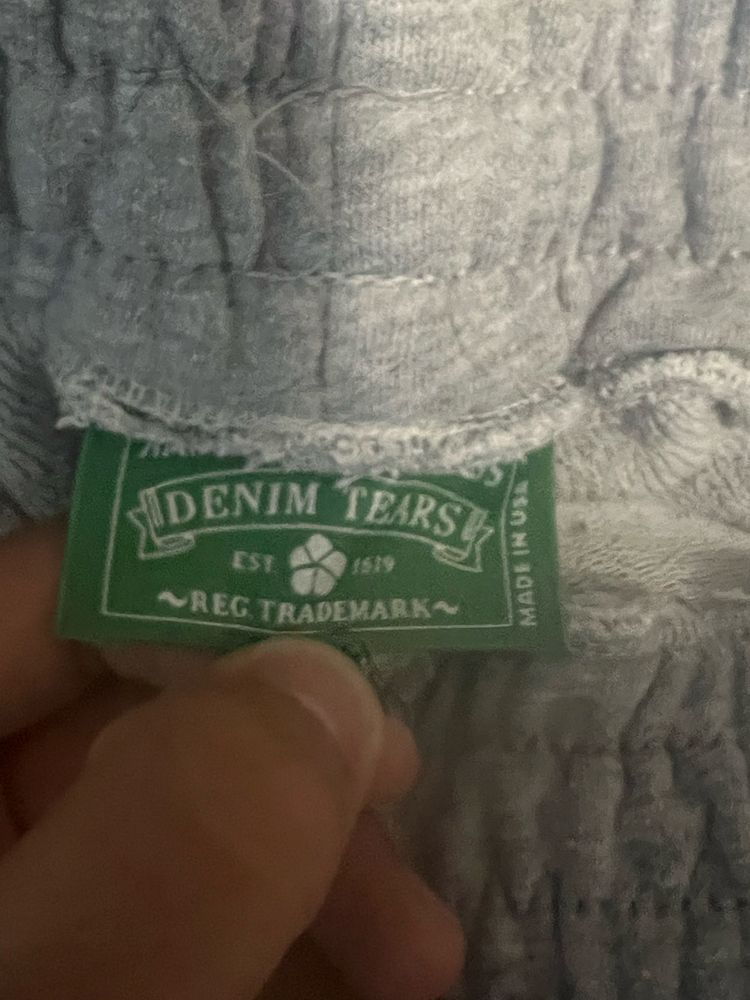 DENIM TEARS
EST. 1619
~REG. TRADEMARK~
MADE IN USA